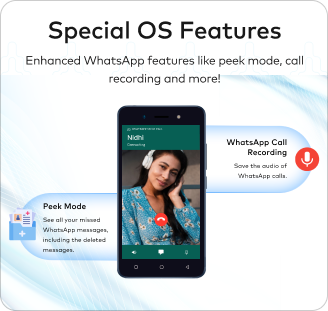 Special OS Features
Enhanced WhatsApp features like peek mode, call
recording and more!
Nidhi
WhatsApp Call
Recording
Save the audio of
WhatsApp calls.
Peek Mode
See all your missed
WhatsApp messages,
including the deleted
messages.